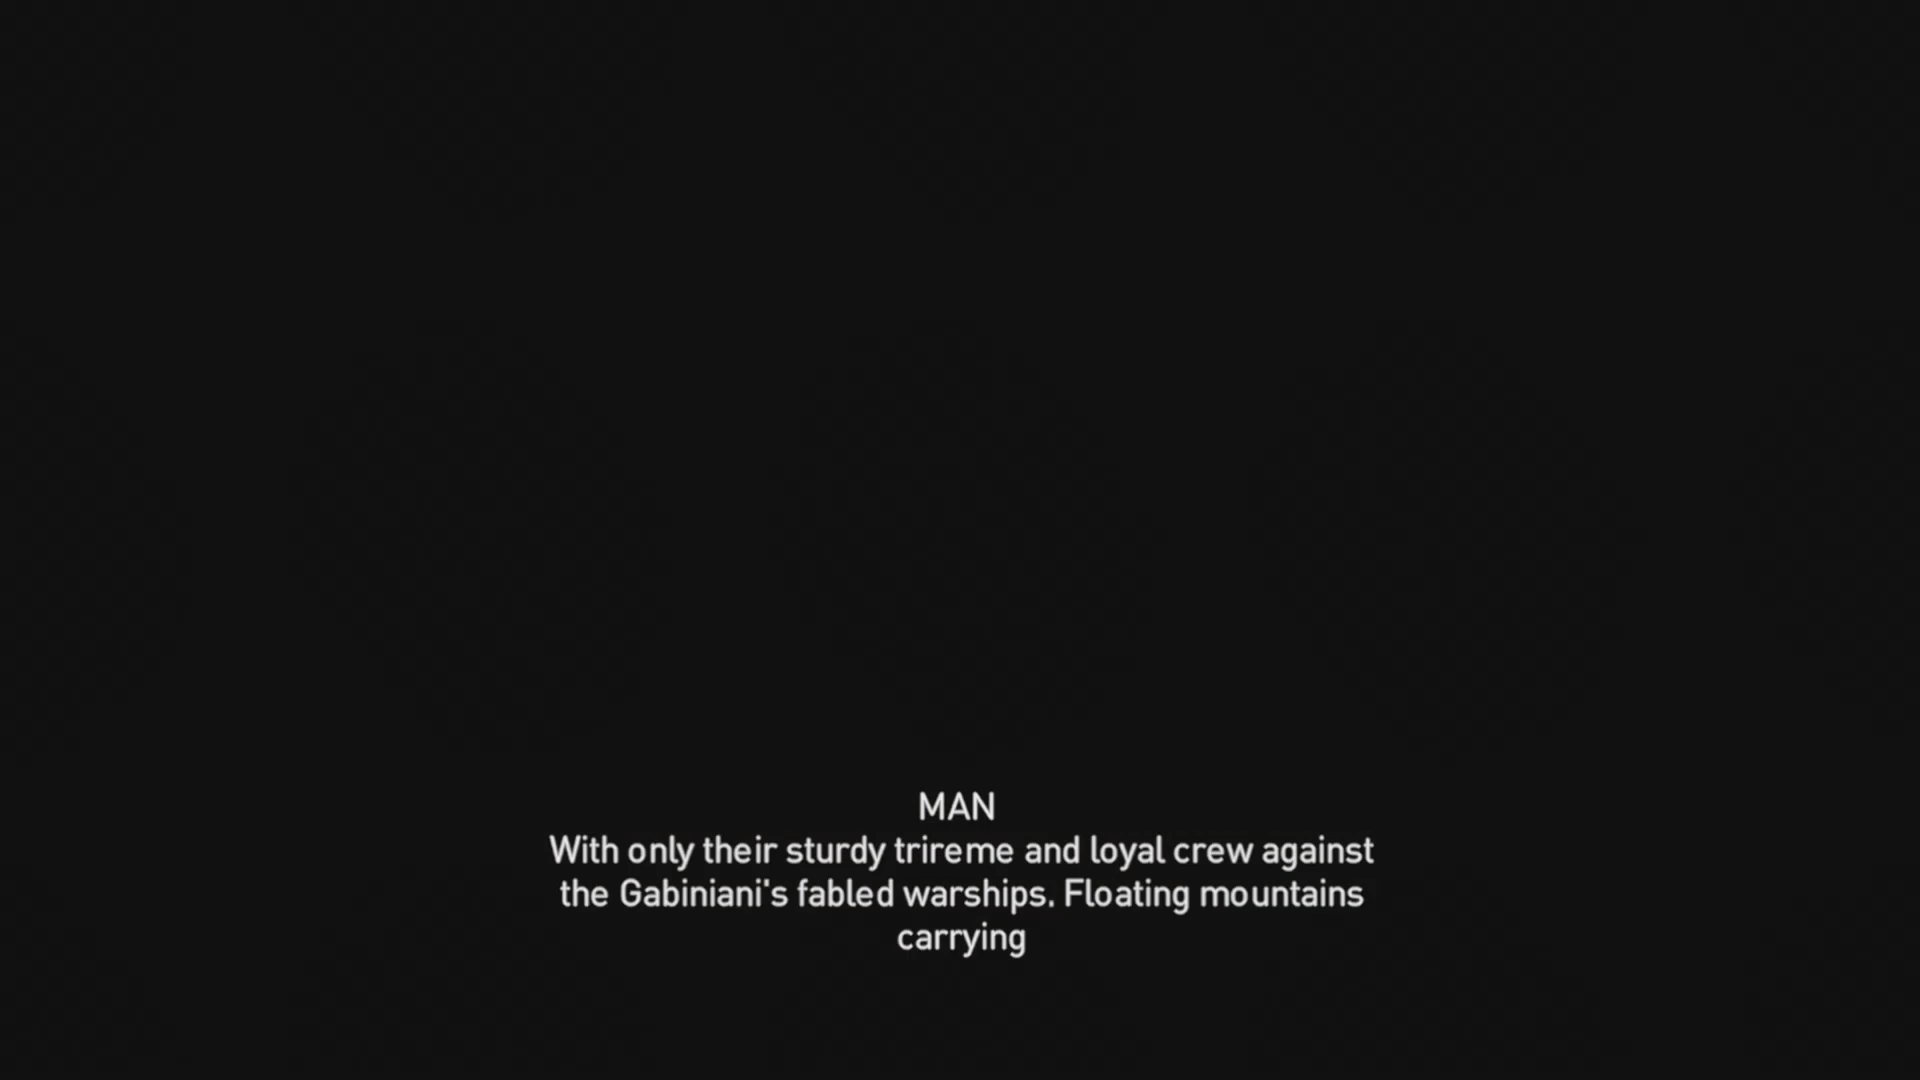 MAN
With only their sturdy trireme and loyal crew against
the Gabiniani's fabled warships. Floating mountains
carrying